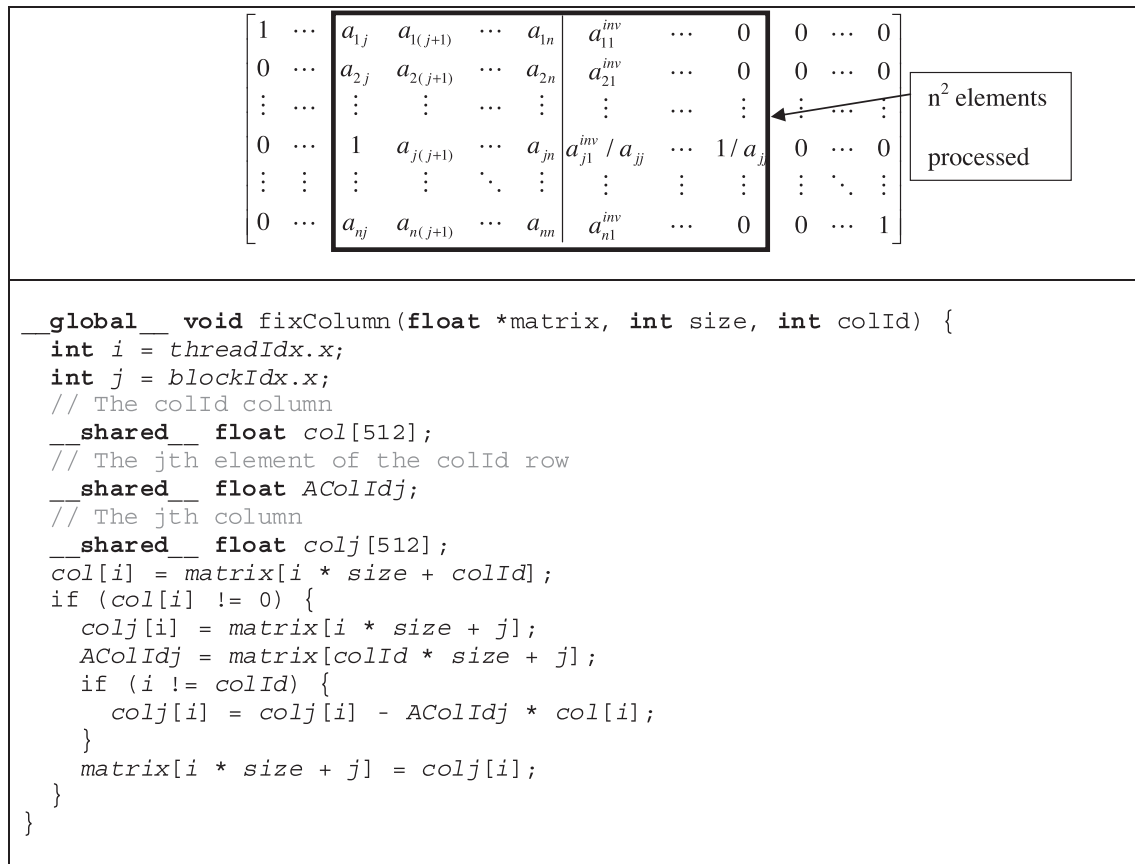 1 ⋯ a_{1j} a_{1(j+1)} ⋯ a_{1n} a_{11}^{inv} ⋯ 0 0 ⋯ 0
0 ⋯ a_{2j} a_{2(j+1)} ⋯ a_{2n} a_{21}^{inv} ⋯ 0 0 ⋯ 0
⋮ ⋯ ⋮ ⋮ ⋯ ⋮ ⋮ ⋯ ⋮ ⋮ ⋯ ⋮
0 ⋯ 1 a_{j(j+1)} ⋯ a_{jn} a_{j1}^{inv} / a_{jj} ⋯ 1 / a_{jj} 0 ⋯ 0
⋮ ⋮ ⋮ ⋮ ⋱ ⋮ ⋮ ⋮ ⋮ ⋮ ⋱ ⋮
0 ⋯ a_{nj} a_{n(j+1)} ⋯ a_{nn} a_{n1}^{inv} ⋯ 0 0 ⋯ 1
n² elements
processed
__global__ void fixColumn(float *matrix, int size, int colId) {
  int i = threadIdx.x;
  int j = blockIdx.x;
  // The colId column
  __shared__ float col[512];
  // The jth element of the colId row
  __shared__ float AColIdj;
  // The jth column
  __shared__ float colj[512];
  col[i] = matrix[i * size + colId];
  if (col[i] != 0) {
    colj[i] = matrix[i * size + j];
    AColIdj = matrix[colId * size + j];
    if (i != colId) {
      colj[i] = colj[i] - AColIdj * col[i];
    }
    matrix[i * size + j] = colj[i];
  }
}